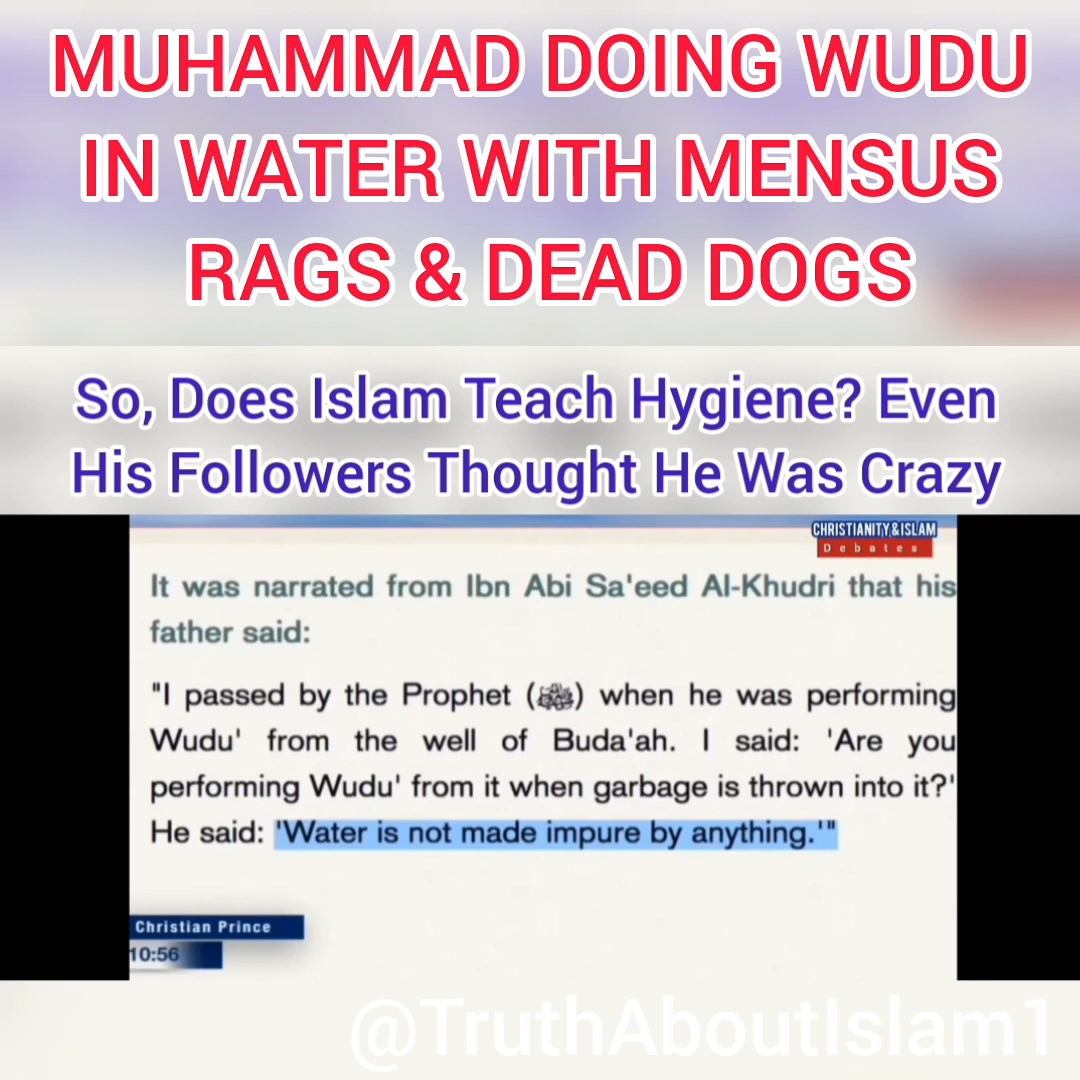 MUHAMMAD DOING WUDU
IN WATER WITH MENSUS
RAGS & DEAD DOGS
So, Does Islam Teach Hygiene? Even
His Followers Thought He Was Crazy
CHRISTIANITY & ISLAM
Debates
It was narrated from Ibn Abi Sa'eed Al-Khudri that his
father said:
"I passed by the Prophet (ﷺ) when he was performing
Wudu' from the well of Buda'ah. I said: 'Are you
performing Wudu' from it when garbage is thrown into it?'
He said: 'Water is not made impure by anything.'"
Christian Prince
10:56
@TruthAboutIslam1